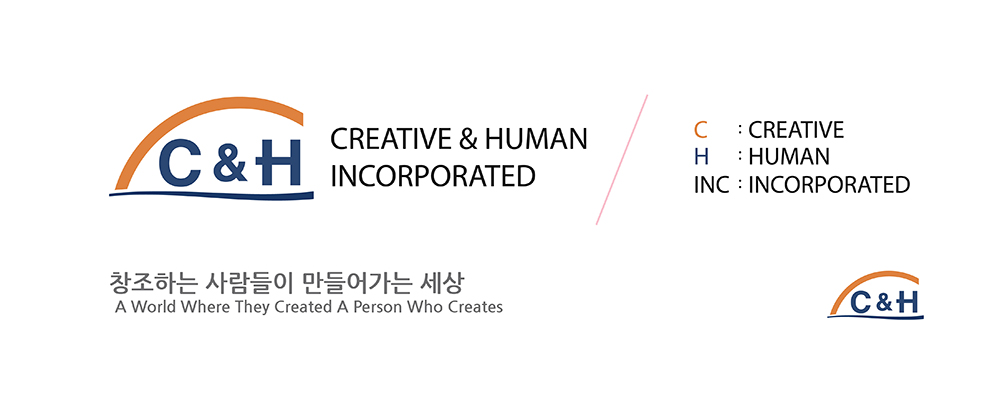 C & H
CREATIVE & HUMAN
INCORPORATED
C : CREATIVE
H : HUMAN
INC : INCORPORATED
창조하는 사람들이 만들어가는 세상
A World Where They Created A Person Who Creates
C & H